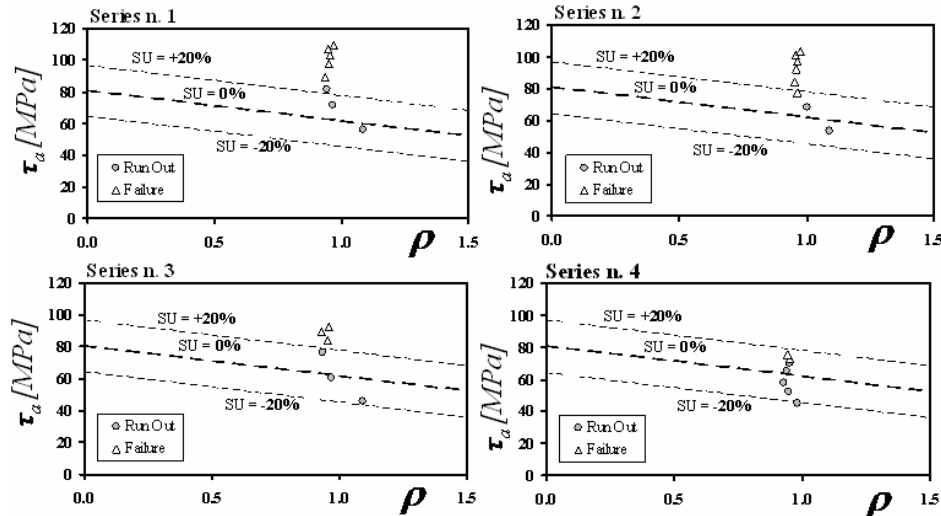 Series n. 1
120
100
80
60
40
20
0
τa [MPa]
SU = +20%
SU = 0%
SU = -20%
Run Out
Failure
0.0 0.5 1.0 1.5
ρ
Series n. 2
120
100
80
60
40
20
0
τa [MPa]
SU = +20%
SU = 0%
SU = -20%
Run Out
Failure
0.0 0.5 1.0 1.5
ρ
Series n. 3
120
100
80
60
40
20
0
τa [MPa]
SU = +20%
SU = 0%
SU = -20%
Run Out
Failure
0.0 0.5 1.0 1.5
ρ
Series n. 4
120
100
80
60
40
20
0
τa [MPa]
SU = +20%
SU = 0%
SU = -20%
Run Out
Failure
0.0 0.5 1.0 1.5
ρ